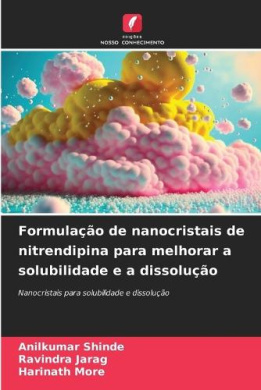 edições
NOSSO CONHECIMENTO
Formulação de nanocristais de
nitrendipina para melhorar a
solubilidade e a dissolução
Nanocristais para solubilidade e dissolução
Anilkumar Shinde
Ravindra Jarag
Harinath More